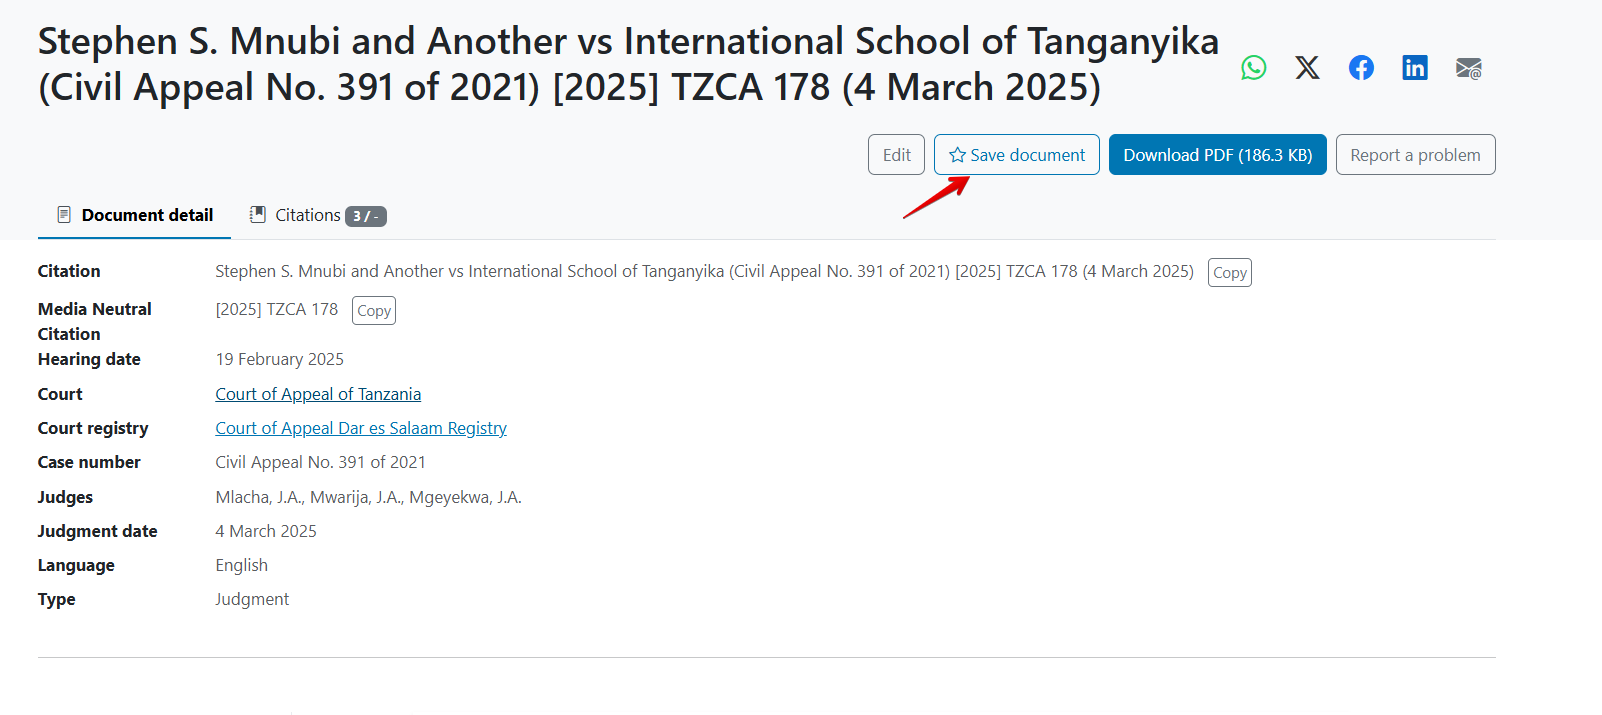 Stephen S. Mnubi and Another vs International School of Tanganyika
(Civil Appeal No. 391 of 2021) [2025] TZCA 178 (4 March 2025)
Edit
Save document
Download PDF (186.3 KB)
Report a problem
Document detail
Citations 3 / -
Citation Stephen S. Mnubi and Another vs International School of Tanganyika (Civil Appeal No. 391 of 2021) [2025] TZCA 178 (4 March 2025) Copy
Media Neutral [2025] TZCA 178 Copy
Citation
Hearing date 19 February 2025
Court Court of Appeal of Tanzania
Court registry Court of Appeal Dar es Salaam Registry
Case number Civil Appeal No. 391 of 2021
Judges Mlacha, J.A., Mwarija, J.A., Mgeyekwa, J.A.
Judgment date 4 March 2025
Language English
Type Judgment